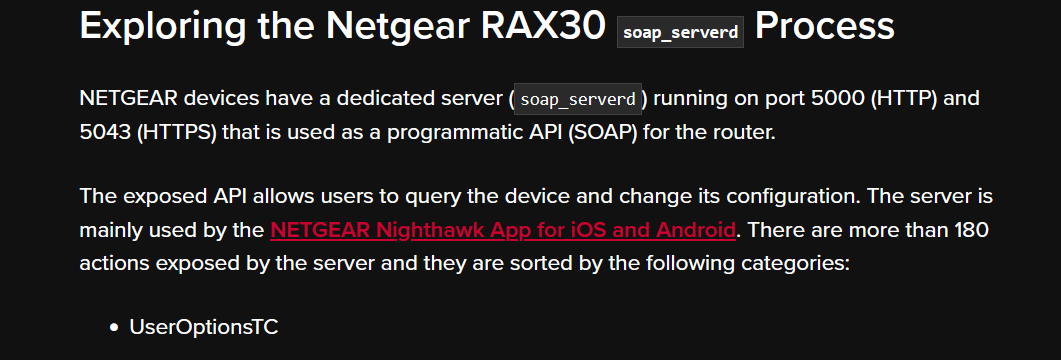 Exploring the Netgear RAX30 soap_serverd Process
NETGEAR devices have a dedicated server (soap_serverd) running on port 5000 (HTTP) and
5043 (HTTPS) that is used as a programmatic API (SOAP) for the router.
The exposed API allows users to query the device and change its configuration. The server is
mainly used by the NETGEAR Nighthawk App for iOS and Android. There are more than 180
actions exposed by the server and they are sorted by the following categories:
• UserOptionsTC